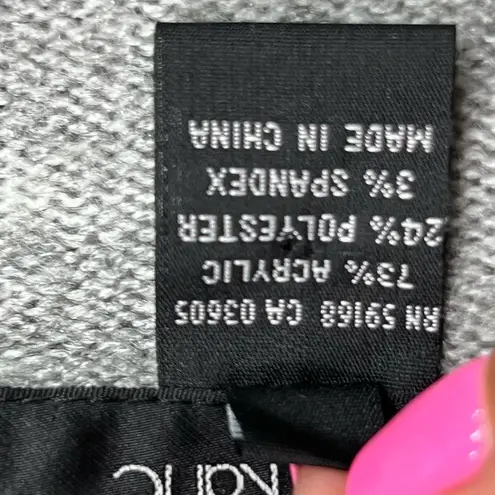 RN 59168 CA 03605
73% ACRYLIC
24% POLYESTER
3% SPANDEX
MADE IN CHINA